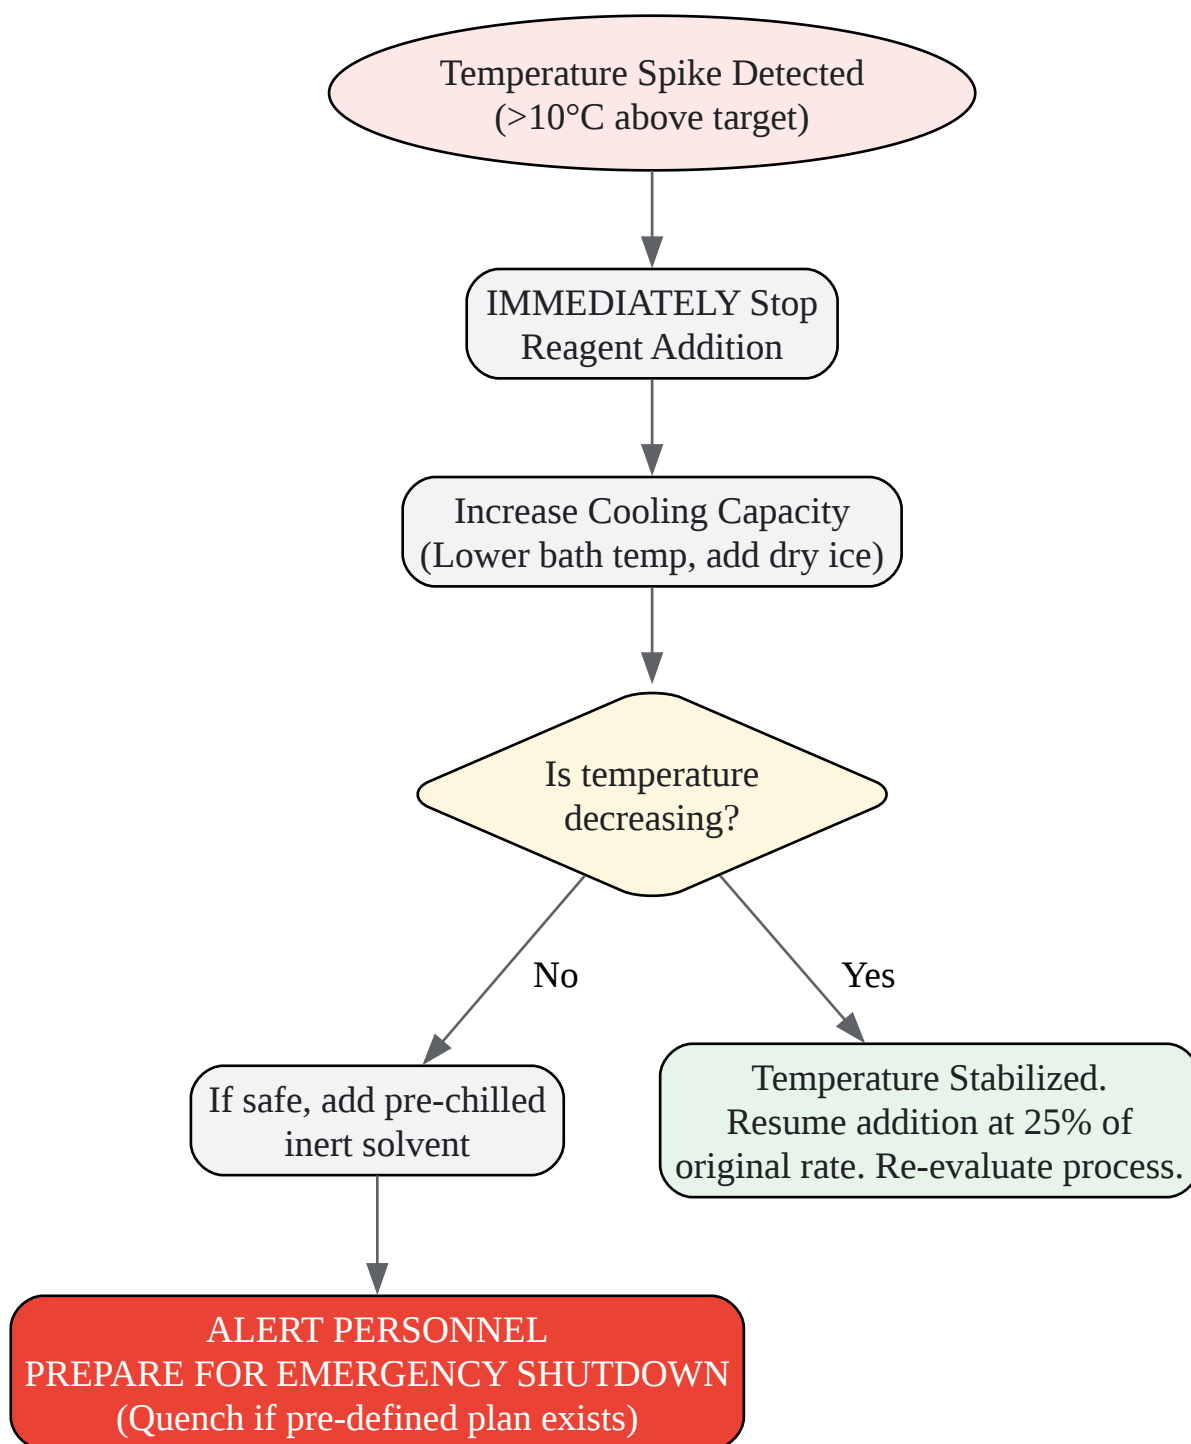 Temperature Spike Detected
(>10°C above target)
IMMEDIATELY Stop
Reagent Addition
Increase Cooling Capacity
(Lower bath temp, add dry ice)
Is temperature
decreasing?
No
Yes
If safe, add pre-chilled
inert solvent
Temperature Stabilized.
Resume addition at 25% of
original rate. Re-evaluate process.
ALERT PERSONNEL
PREPARE FOR EMERGENCY SHUTDOWN
(Quench if pre-defined plan exists)